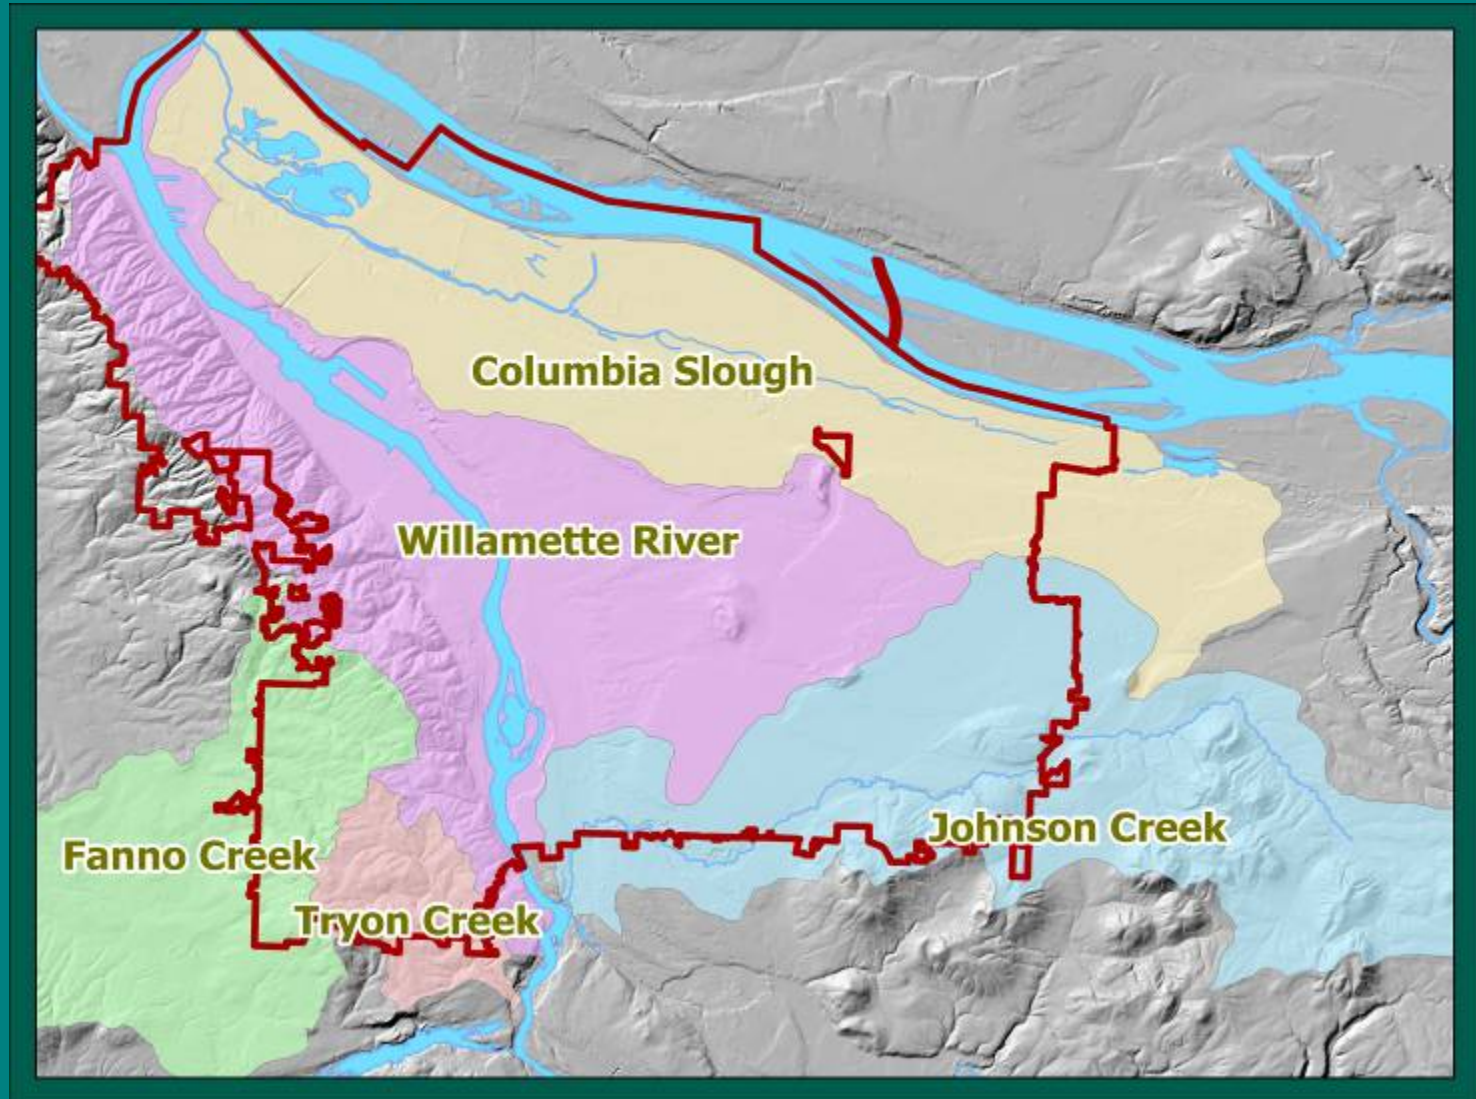 Columbia Slough
Willamette River
Johnson Creek
Fanno Creek
Tryon Creek